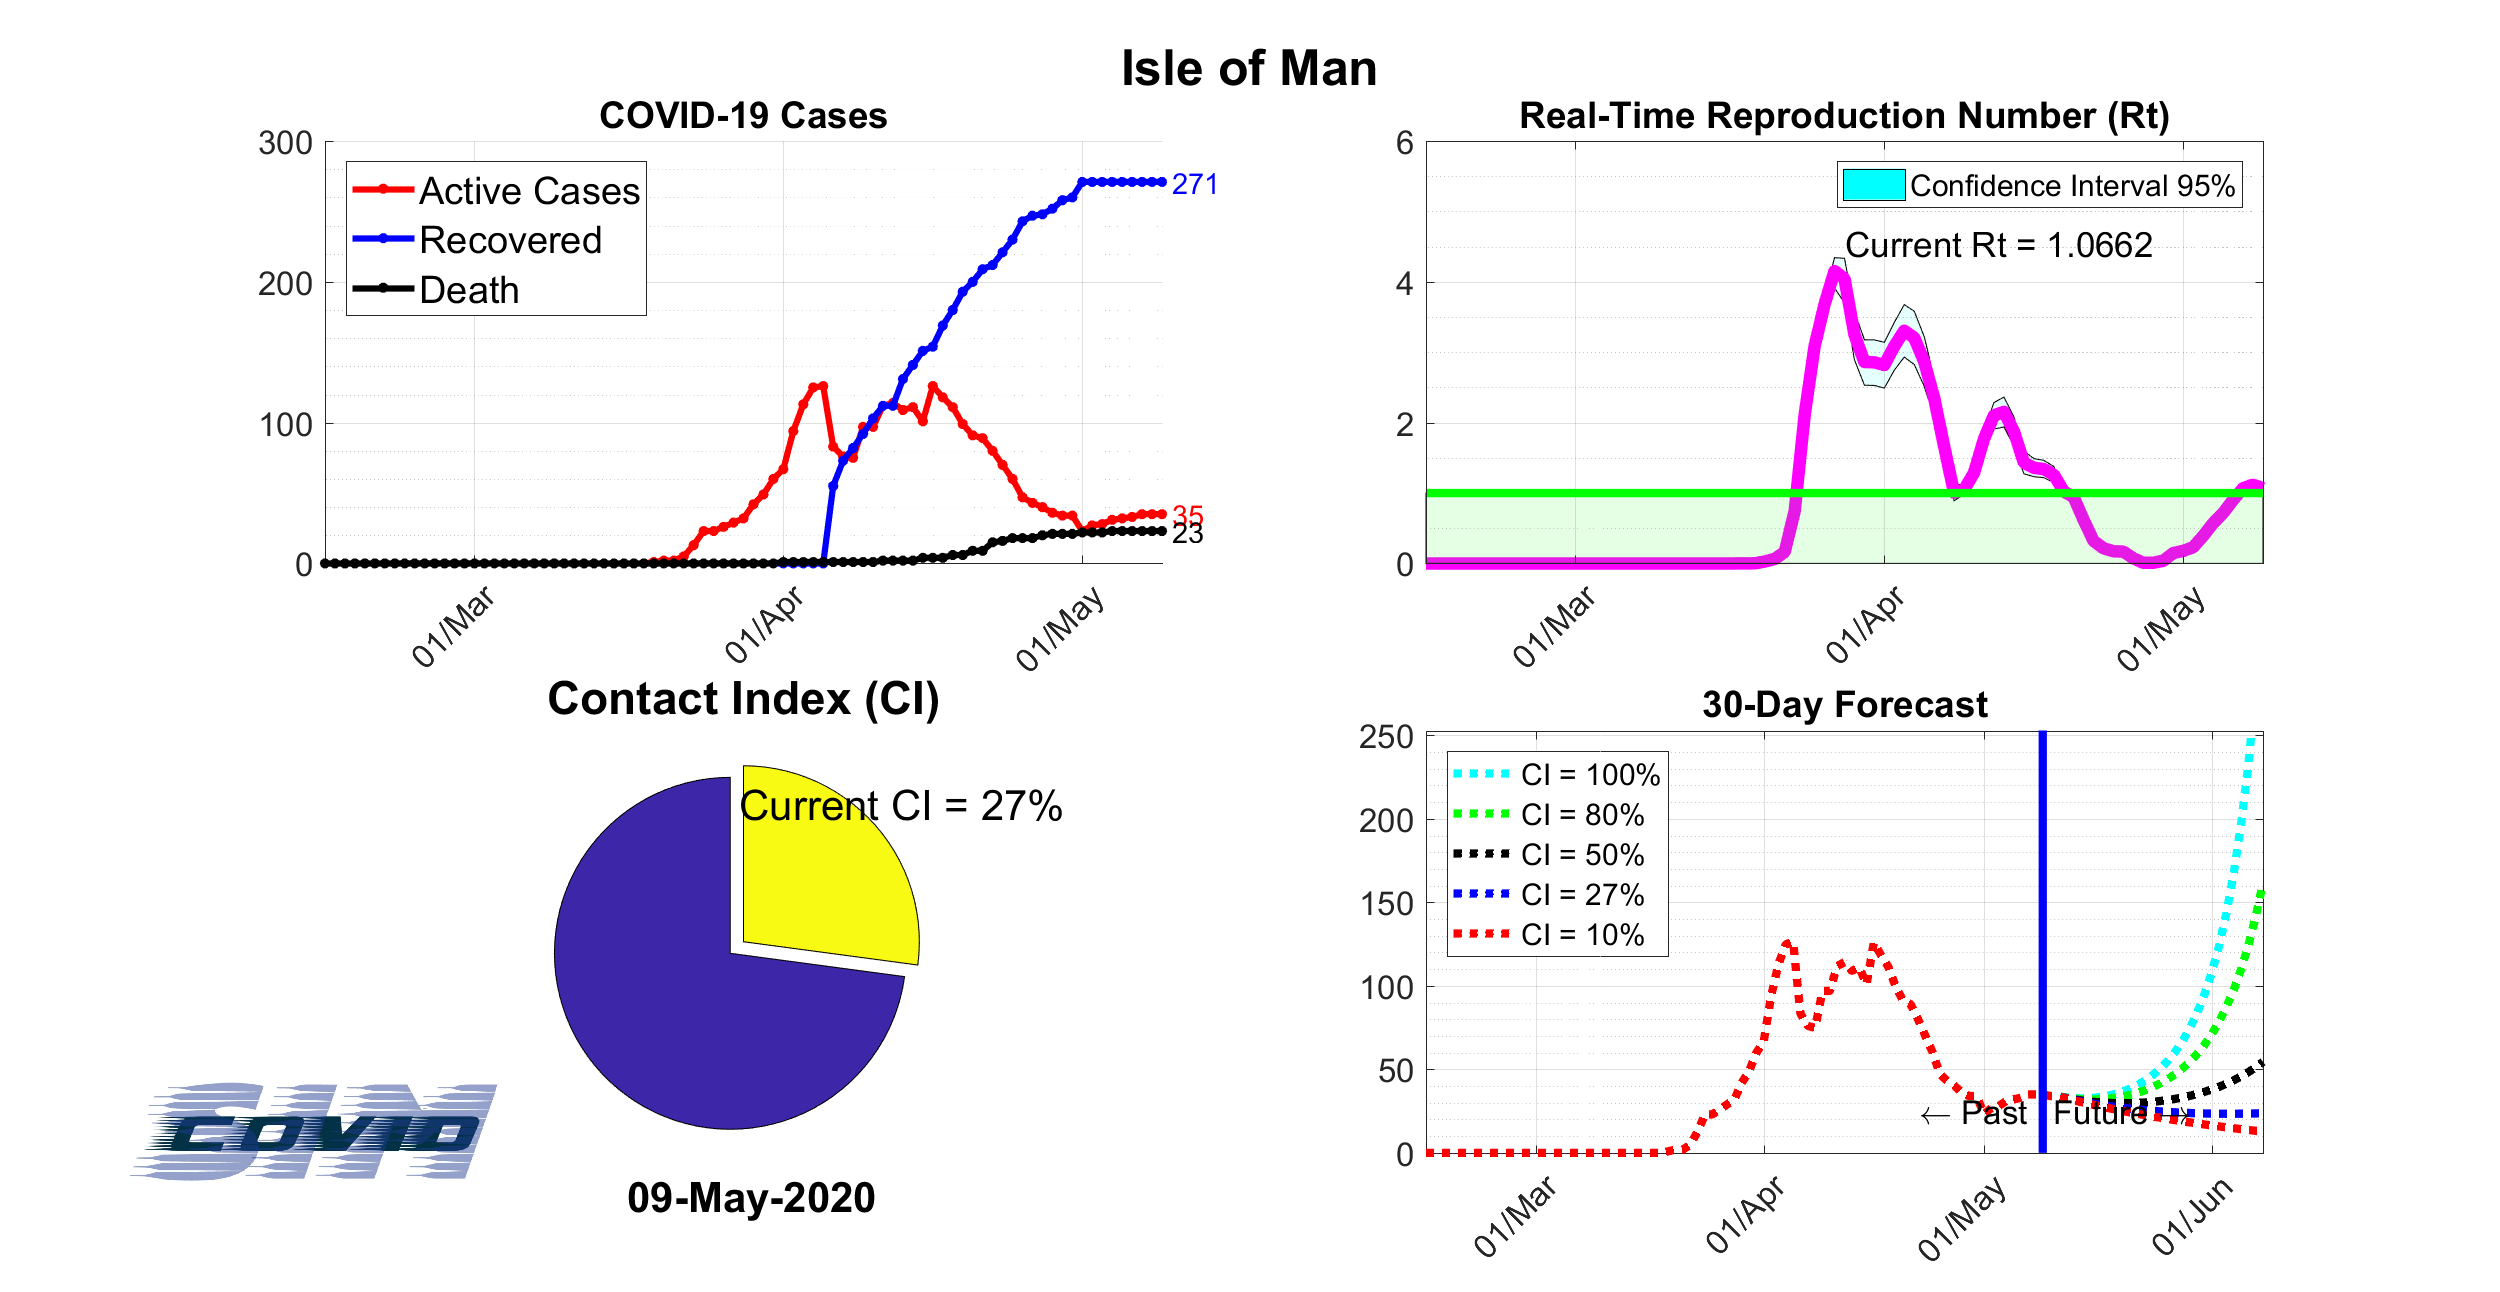 Isle of Man
COVID-19 Cases
300
200
100
0
Active Cases
Recovered
Death
271
35
23
01/Mar
01/Apr
01/May
Real-Time Reproduction Number (Rt)
6
4
2
0
Confidence Interval 95%
Current Rt = 1.0662
01/Mar
01/Apr
01/May
Contact Index (CI)
Current CI = 27%
SIM
COVID
09-May-2020
30-Day Forecast
250
200
150
100
50
0
CI = 100%
CI = 80%
CI = 50%
CI = 27%
CI = 10%
← Past
Future →
01/Mar
01/Apr
01/May
01/Jun